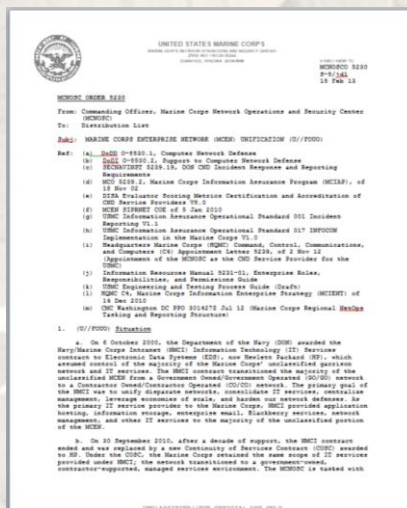 UNITED STATES MARINE CORPS
MCNOSCO 5230
19 Feb 13
MCNOSC ORDER 5230
From: Commanding Officer, Marine Corps Network Operations and Security Center
(MCNOSC)
To: Distribution List
Subj: MARINE CORPS ENTERPRISE NETWORK (MCEN) UNIFICATION (U//FOUO)
Ref: (a) DoDD O-8530.1, Computer Network Defense
(b) DoDI O-8530.2, Support to Computer Network Defense
(c) SECNAVINST 5239.19, DON CND Incident Response and Reporting
Requirements
(d) MCO 5239.2, Marine Corps Information Assurance Program (MCIAP), of
18 Nov 02
(e) DISA Evaluator Scoring Metrics Certification and Accreditation of
CND Service Providers V8.0
(f) MCEN SIPRNET COE of 5 Jan 2010
(g) USMC Information Assurance Operational Standard 001 Incident
Reporting V1.1
(h) USMC Information Assurance Operational Standard 017 INFOCON
Implementation in the Marine Corps V1.0
(i) Headquarters Marine Corps (HQMC) Command, Control, Communications,
and Computers (C4) Appointment Letter 5239, of 2 Nov 12
(Appointment of the MCNOSC as the CND Service Provider for the
USMC)
(j) Information Resources Manual 5231-01, Enterprise Roles,
Responsibilities, and Permissions Guide
(k) USMC Engineering and Testing Process Guide (Draft)
(l) HQMC C4, Marine Corps Information Enterprise Strategy (MCIENT) of
14 Dec 2010
(m) CMC Washington DC PPO 201427Z Jul 12 (Marine Corps Regional NetOps
Tasking and Reporting Structure)
1. (U//FOUO) Situation
a. On 6 October 2000, the Department of the Navy (DON) awarded the
Navy/Marine Corps Intranet (NMCI) Information Technology (IT) Services
contract to Electronic Data Systems (EDS), now Hewlett Packard (HP), which
assumed control of the majority of the Marine Corps' unclassified garrison
network and IT services. The NMCI contract transitioned the majority of the
unclassified MCEN from a Government Owned/Government Operated (GO/GO) network
to a Contractor Owned/Contractor Operated (CO/CO) network. The primary goal of
the NMCI was to unify disparate networks, consolidate IT services, centralize
management, leverage economies of scale, and harden our network defenses. As
the primary IT service provider to the Marine Corps, NMCI provided application
hosting, information storage, enterprise email, Blackberry services, network
management, and other IT services to the majority of the unclassified portion
of the MCEN.
b. On 30 September 2010, after a decade of support, the NMCI contract
ended and was replaced by a new Continuity of Services Contract (COSC) awarded
to HP. Under the COSC, the Marine Corps retained the same scope of IT services
provided under NMCI; the network transitioned to a government-owned,
contractor-supported, managed services environment. The MCNOSC is tasked with